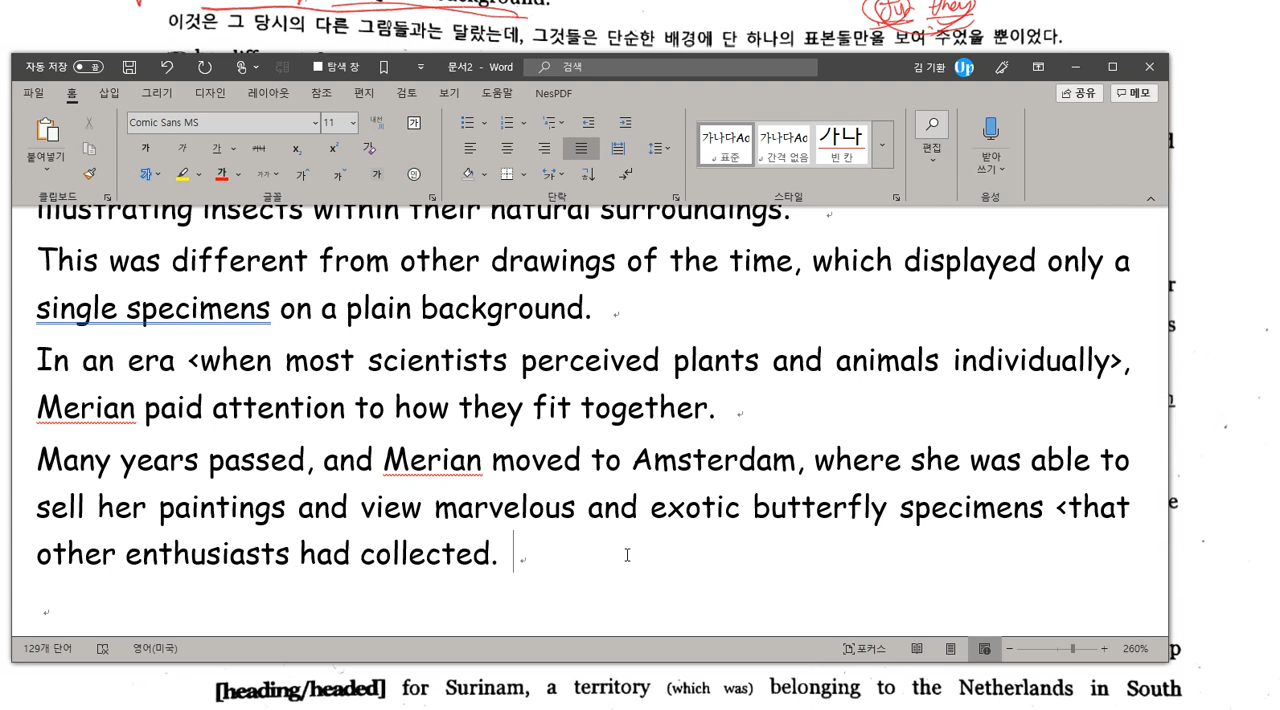 background.
이것은 그 당시의 다른 그림들과는 달랐는데, 그것들은 단순한 배경에 단 하나의 표본들만을 보여 주었을 뿐이었다.
they
자동 저장 끔 탐색 창 문서2 - Word 검색 김 기환
파일 홈 삽입 그리기 디자인 레이아웃 참조 편지 검토 보기 도움말 NesPDF 공유 메모
Comic Sans MS 11
가나다Ac 가나다Ac 가나
붙여넣기 표준 간격 없음 빈 칸 편집 받아쓰기
클립보드 글꼴 단락 스타일 음성
illustrating insects within their natural surroundings.
This was different from other drawings of the time, which displayed only a
single specimens on a plain background.
In an era <when most scientists perceived plants and animals individually>,
Merian paid attention to how they fit together.
Many years passed, and Merian moved to Amsterdam, where she was able to
sell her paintings and view marvelous and exotic butterfly specimens <that
other enthusiasts had collected.
129개 단어 영어(미국) 포커스 260%
[heading/headed] for Surinam, a territory (which was) belonging to the Netherlands in South